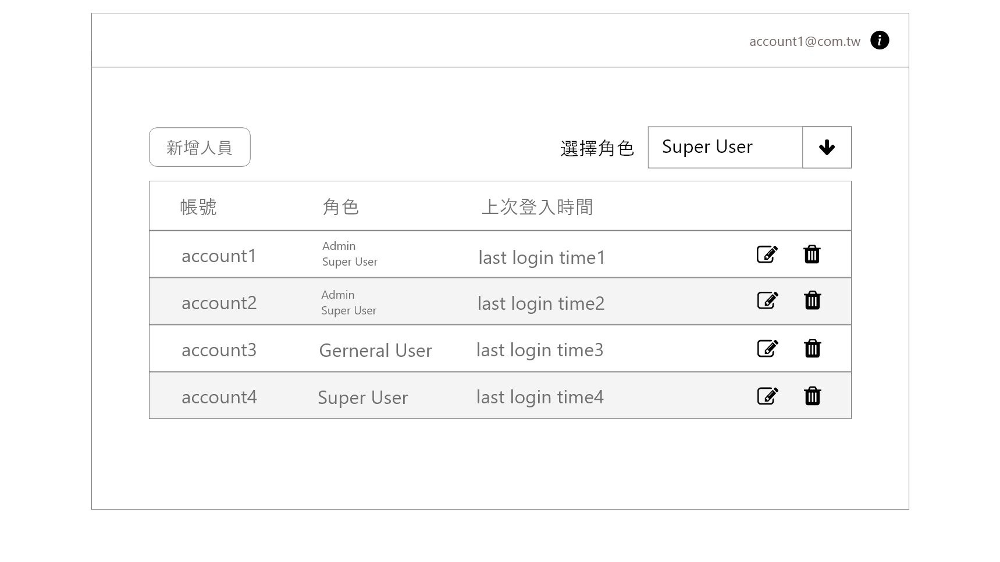 account1@com.tw
新增人員
選擇角色 Super User
帳號 角色 上次登入時間
account1 Admin Super User last login time1
account2 Admin Super User last login time2
account3 Gerneral User last login time3
account4 Super User last login time4